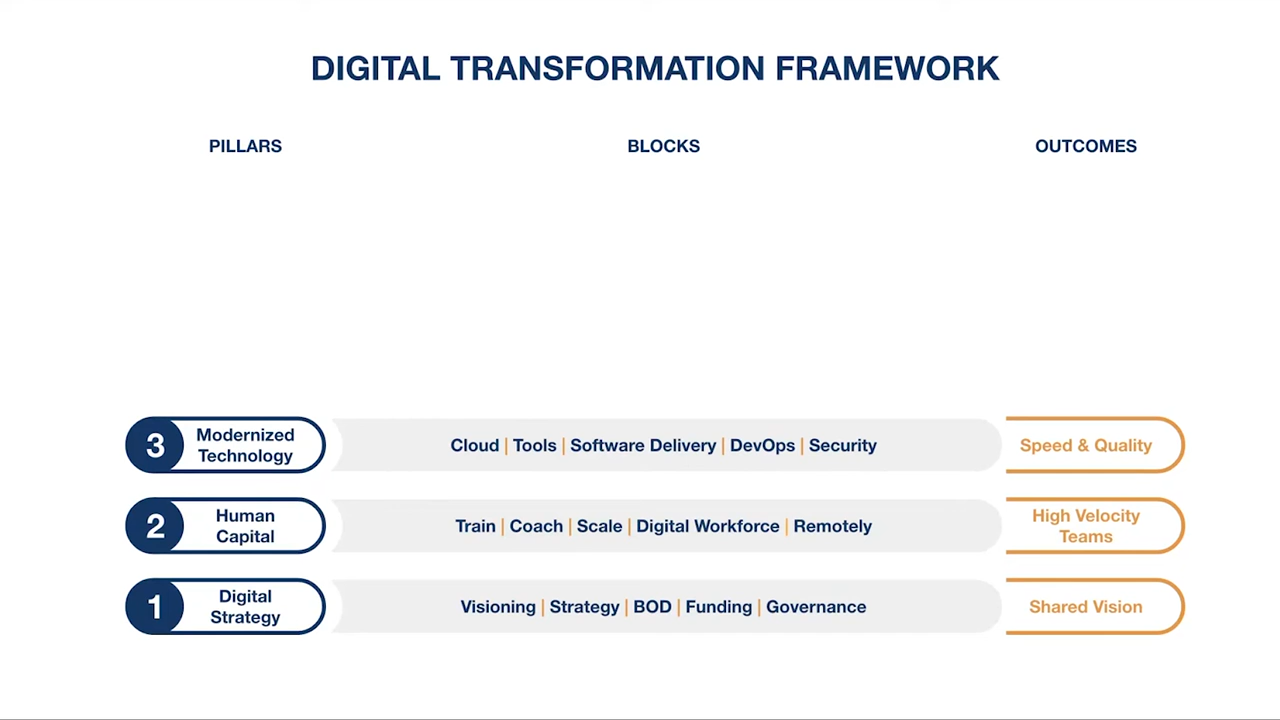 DIGITAL TRANSFORMATION FRAMEWORK
PILLARS BLOCKS OUTCOMES
3 Modernized Technology Cloud | Tools | Software Delivery | DevOps | Security Speed & Quality
2 Human Capital Train | Coach | Scale | Digital Workforce | Remotely High Velocity Teams
1 Digital Strategy Visioning | Strategy | BOD | Funding | Governance Shared Vision